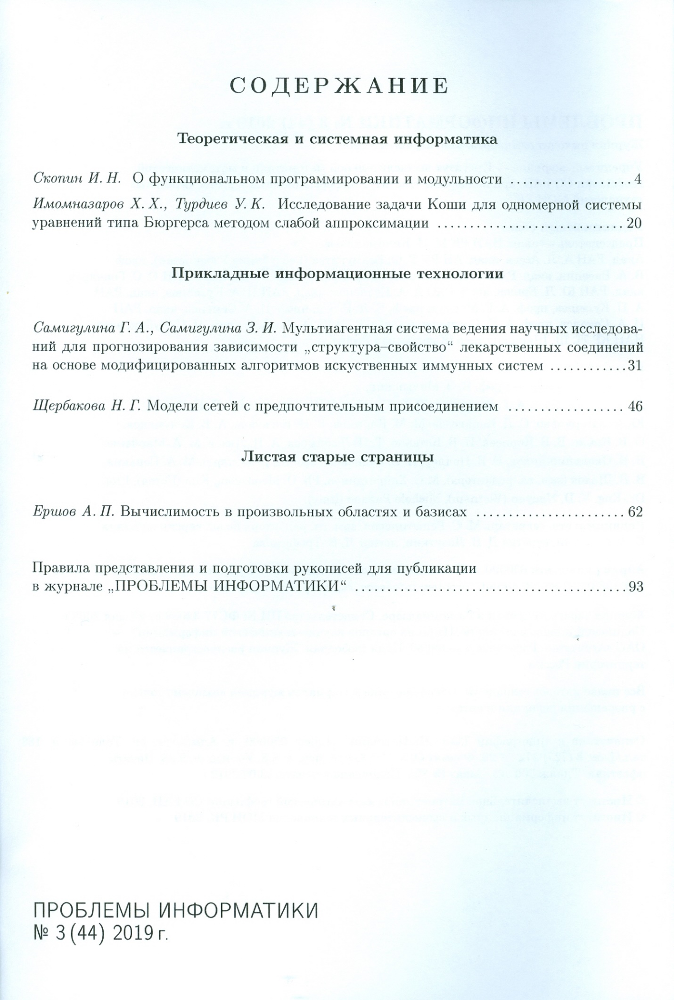 СОДЕРЖАНИЕ
Теоретическая и системная информатика
Скопин И. Н. О функциональном программировании и модульности ..................4
Имомназаров Х. Х., Турдиев У. К. Исследование задачи Коши для одномерной системы
уравнений типа Бюргерса методом слабой аппроксимации ............................20
Прикладные информационные технологии
Самигулина Г. А., Самигулина З. И. Мультиагентная система ведения научных исследова-
ний для прогнозирования зависимости „структура–свойство“ лекарственных соединений
на основе модифицированных алгоритмов искуственных иммунных систем ............31
Щербакова Н. Г. Модели сетей с предпочтительным присоединением .................. 46
Листая старые страницы
Ершов А. П. Вычислимость в произвольных областях и базисах ....................... 62
Правила представления и подготовки рукописей для публикации
в журнале „ПРОБЛЕМЫ ИНФОРМАТИКИ“ ..........................................93
ПРОБЛЕМЫ ИНФОРМАТИКИ
№ 3 (44) 2019 г.